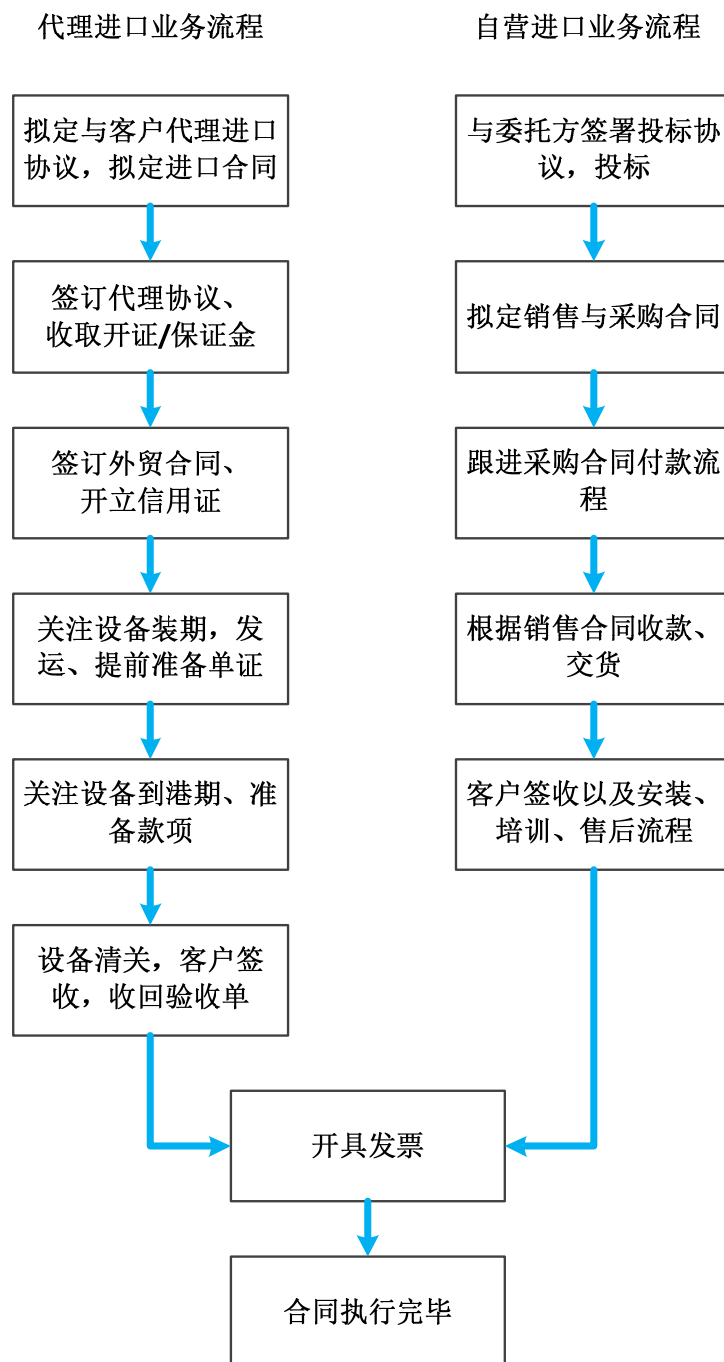 代理进口业务流程
拟定与客户代理进口
协议，拟定进口合同
签订代理协议、
收取开证/保证金
签订外贸合同、
开立信用证
关注设备装期，发
运、提前准备单证
关注设备到港期、准
备款项
设备清关，客户签
收，收回验收单
自营进口业务流程
与委托方签署投标协
议，投标
拟定销售与采购合同
跟进采购合同付款流
程
根据销售合同收款、
交货
客户签收以及安装、
培训、售后流程
开具发票
合同执行完毕